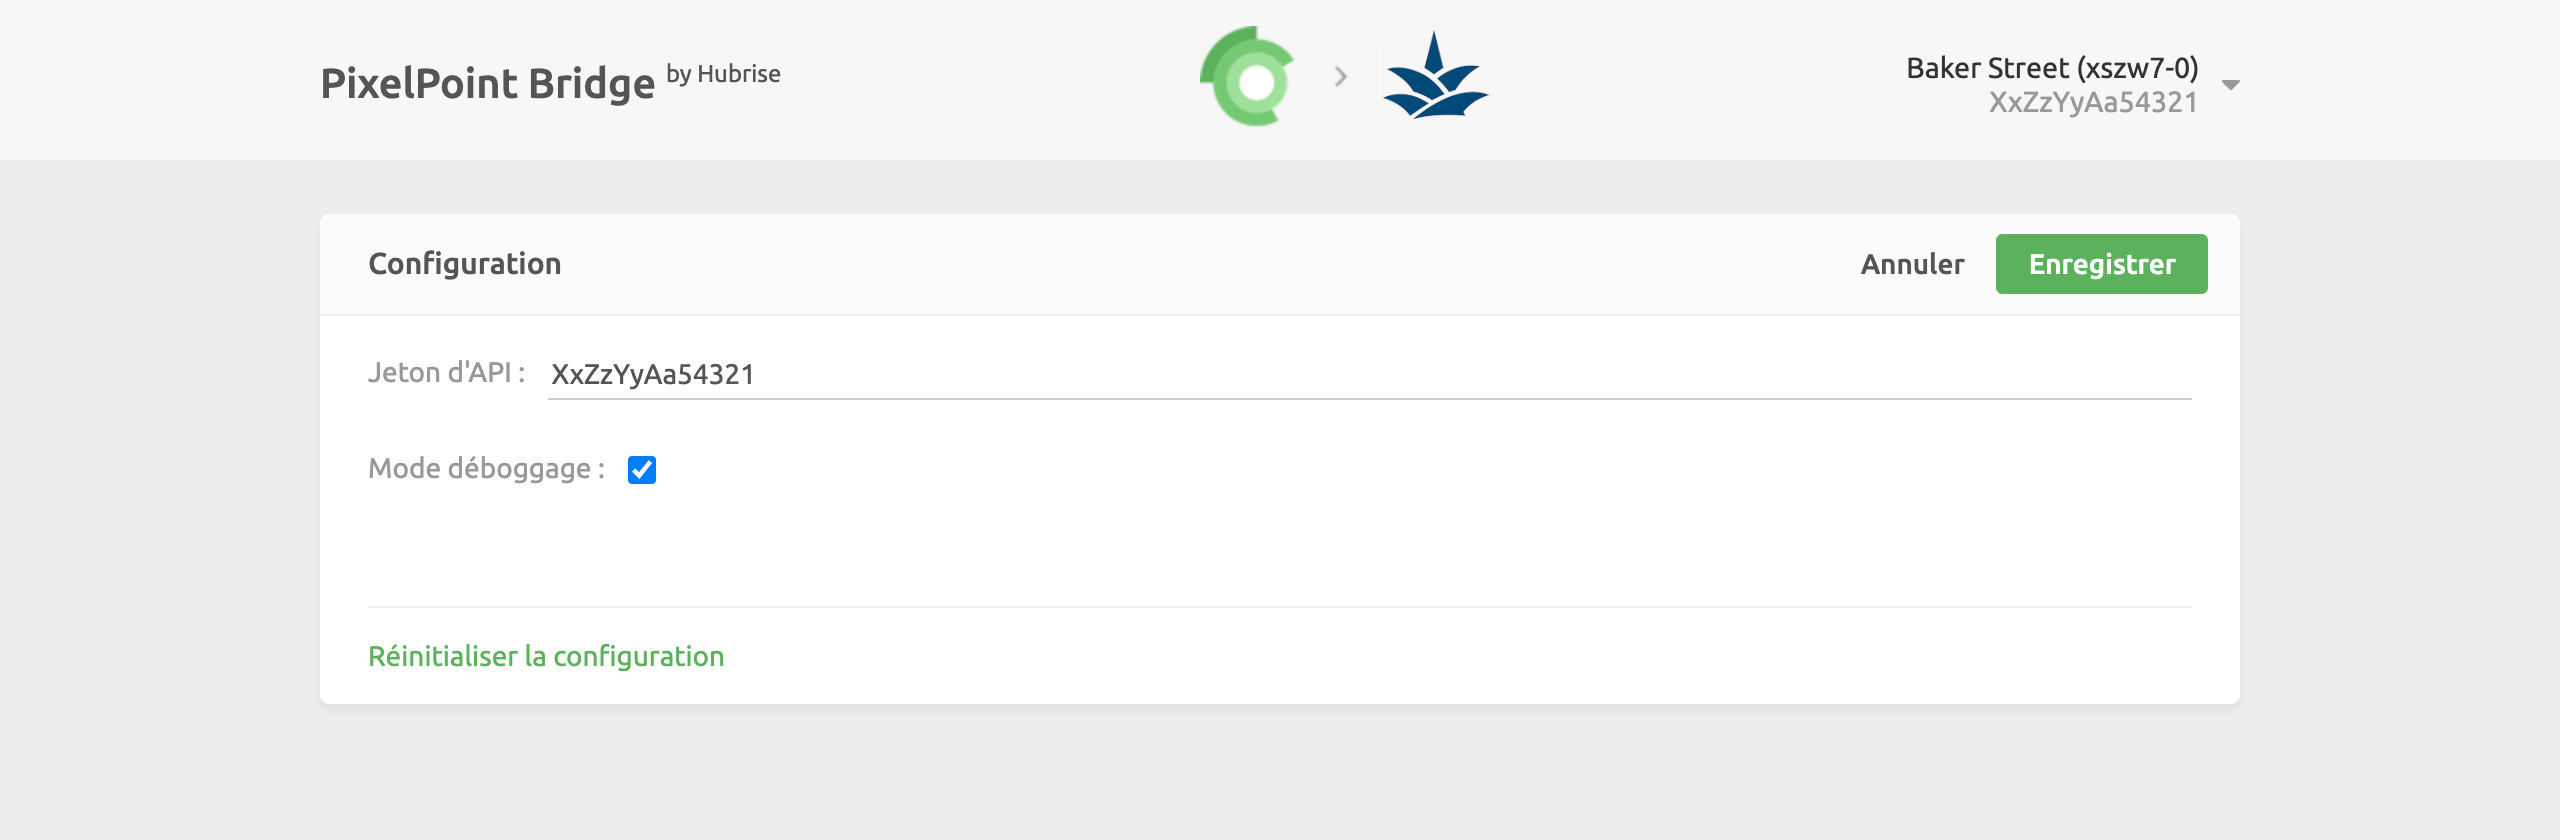 PixelPoint Bridge by Hubrise
Baker Street (xszw7-0)
XxZzYyAa54321
Configuration
Annuler
Enregistrer
Jeton d'API :
XxZzYyAa54321
Mode déboggage :
Réinitialiser la configuration